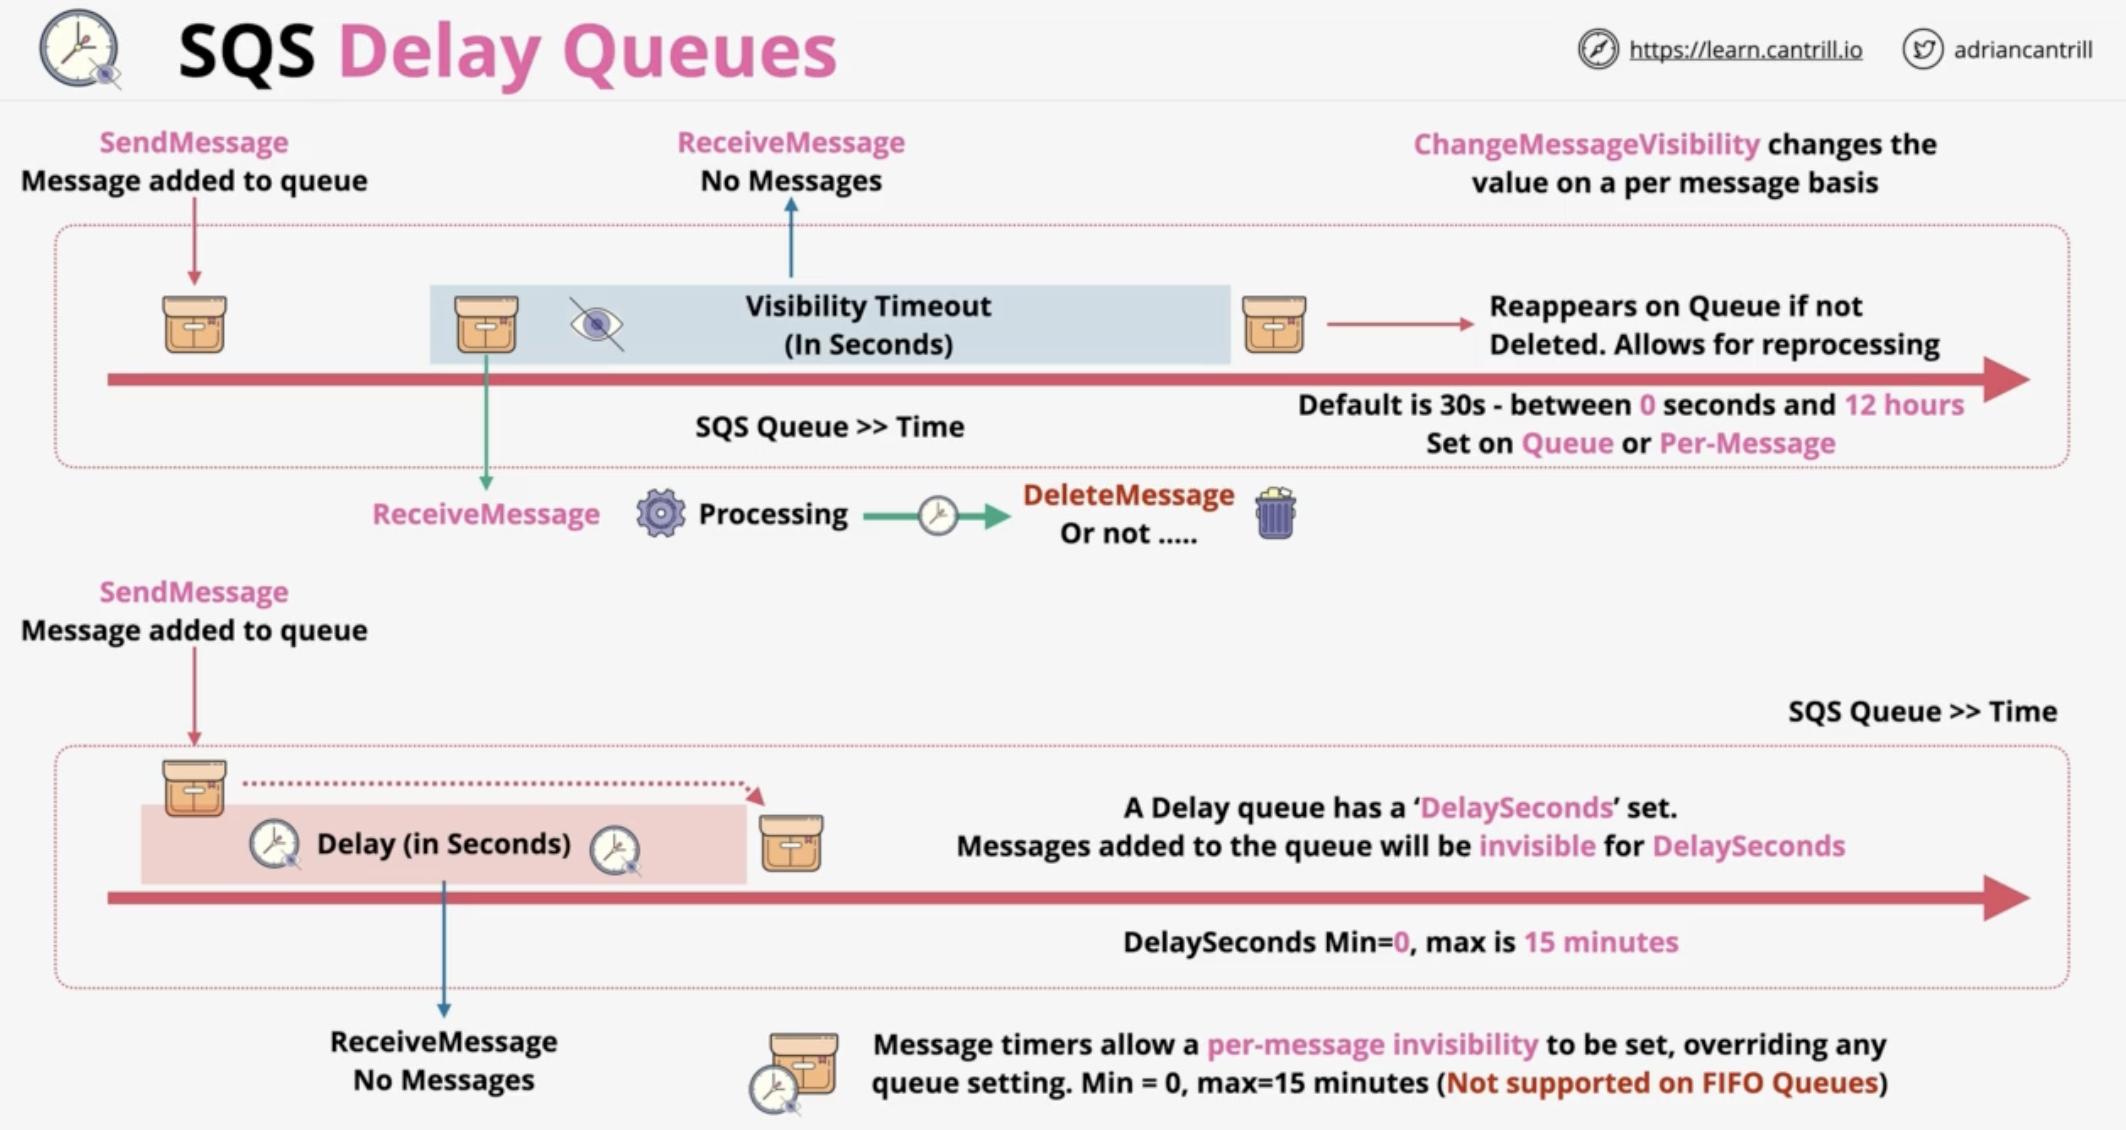 SQS Delay Queues
https://learn.cantrill.io
adriancantrill
SendMessage
Message added to queue
ReceiveMessage
No Messages
ChangeMessageVisibility changes the
value on a per message basis
Visibility Timeout
(In Seconds)
Reappears on Queue if not
Deleted. Allows for reprocessing
SQS Queue >> Time
Default is 30s - between 0 seconds and 12 hours
Set on Queue or Per-Message
ReceiveMessage
Processing
DeleteMessage
Or not .....
SendMessage
Message added to queue
SQS Queue >> Time
Delay (in Seconds)
A Delay queue has a ‘DelaySeconds’ set.
Messages added to the queue will be invisible for DelaySeconds
DelaySeconds Min=0, max is 15 minutes
ReceiveMessage
No Messages
Message timers allow a per-message invisibility to be set, overriding any
queue setting. Min = 0, max=15 minutes (Not supported on FIFO Queues)